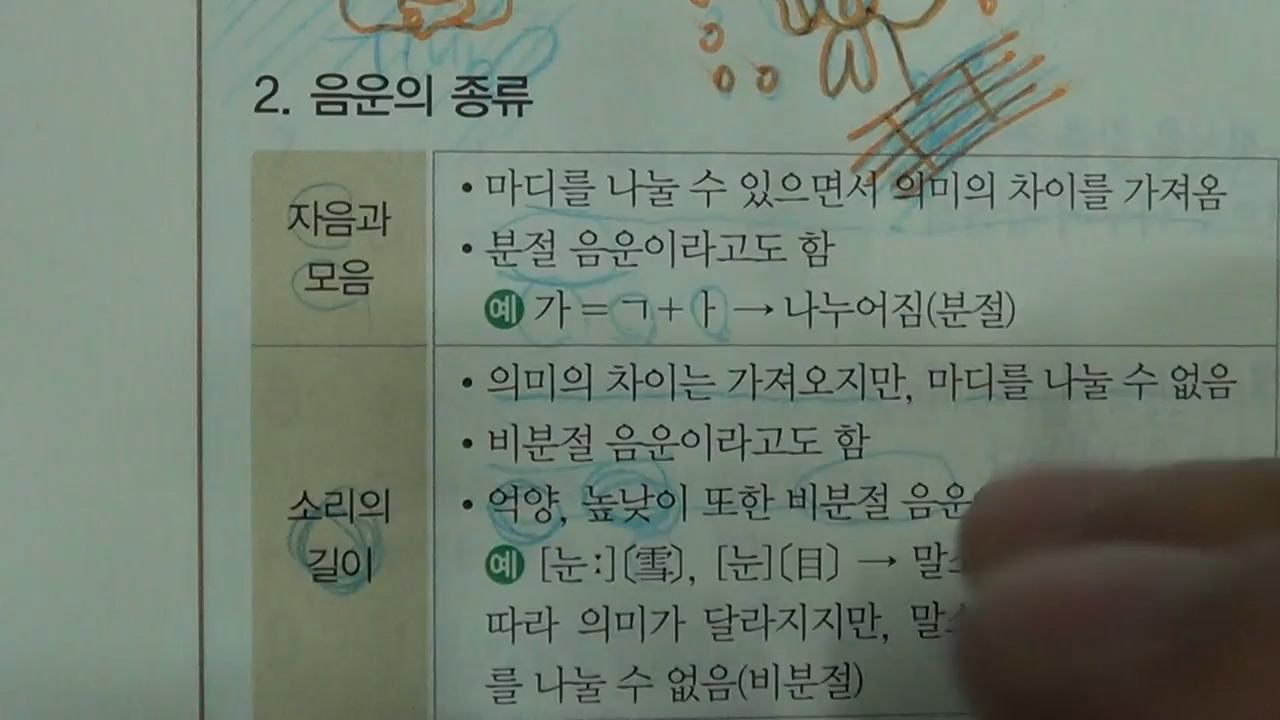 2. 음운의 종류
자음과
모음
• 마디를 나눌 수 있으면서 의미의 차이를 가져옴
• 분절 음운이라고도 함
예 가 = ㄱ + ㅏ → 나누어짐(분절)
소리의
길이
• 의미의 차이는 가져오지만, 마디를 나눌 수 없음
• 비분절 음운이라고도 함
• 억양, 높낮이 또한 비분절 음운
예 [눈ː](雪), [눈](目) → 말
따라 의미가 달라지지만, 말
를 나눌 수 없음(비분절)